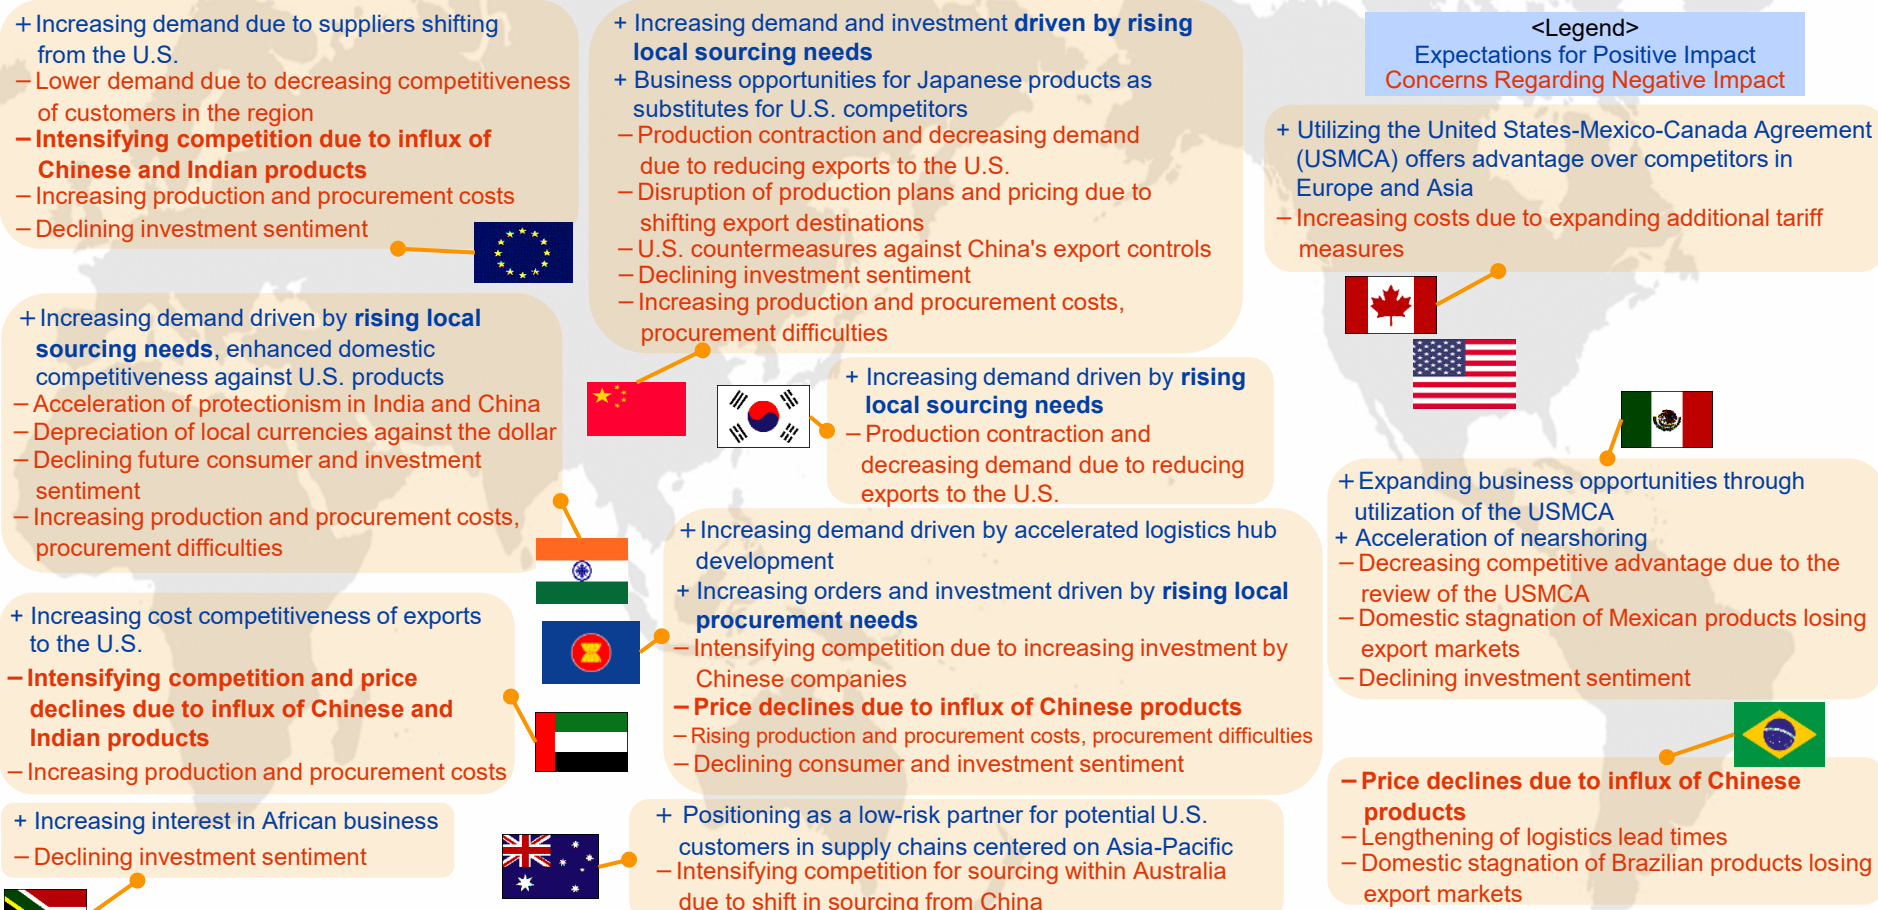 + Increasing demand due to suppliers shifting
from the U.S.
– Lower demand due to decreasing competitiveness
of customers in the region
– Intensifying competition due to influx of
Chinese and Indian products
– Increasing production and procurement costs
– Declining investment sentiment
+ Increasing demand and investment driven by rising
local sourcing needs
+ Business opportunities for Japanese products as
substitutes for U.S. competitors
– Production contraction and decreasing demand
due to reducing exports to the U.S.
– Disruption of production plans and pricing due to
shifting export destinations
– U.S. countermeasures against China's export controls
– Declining investment sentiment
– Increasing production and procurement costs,
procurement difficulties
<Legend>
Expectations for Positive Impact
Concerns Regarding Negative Impact
+ Utilizing the United States-Mexico-Canada Agreement
(USMCA) offers advantage over competitors in
Europe and Asia
– Increasing costs due to expanding additional tariff
measures
+ Increasing demand driven by rising local
sourcing needs, enhanced domestic
competitiveness against U.S. products
– Acceleration of protectionism in India and China
– Depreciation of local currencies against the dollar
– Declining future consumer and investment
sentiment
– Increasing production and procurement costs,
procurement difficulties
+ Increasing demand driven by rising
local sourcing needs
– Production contraction and
decreasing demand due to reducing
exports to the U.S.
+ Expanding business opportunities through
utilization of the USMCA
+ Acceleration of nearshoring
– Decreasing competitive advantage due to the
review of the USMCA
– Domestic stagnation of Mexican products losing
export markets
– Declining investment sentiment
+ Increasing demand driven by accelerated logistics hub
development
+ Increasing orders and investment driven by rising local
procurement needs
– Intensifying competition due to increasing investment by
Chinese companies
– Price declines due to influx of Chinese products
– Rising production and procurement costs, procurement difficulties
– Declining consumer and investment sentiment
+ Increasing cost competitiveness of exports
to the U.S.
– Intensifying competition and price
declines due to influx of Chinese and
Indian products
– Increasing production and procurement costs
– Price declines due to influx of Chinese
products
– Lengthening of logistics lead times
– Domestic stagnation of Brazilian products losing
export markets
+ Increasing interest in African business
– Declining investment sentiment
+ Positioning as a low-risk partner for potential U.S.
customers in supply chains centered on Asia-Pacific
– Intensifying competition for sourcing within Australia
due to shift in sourcing from China